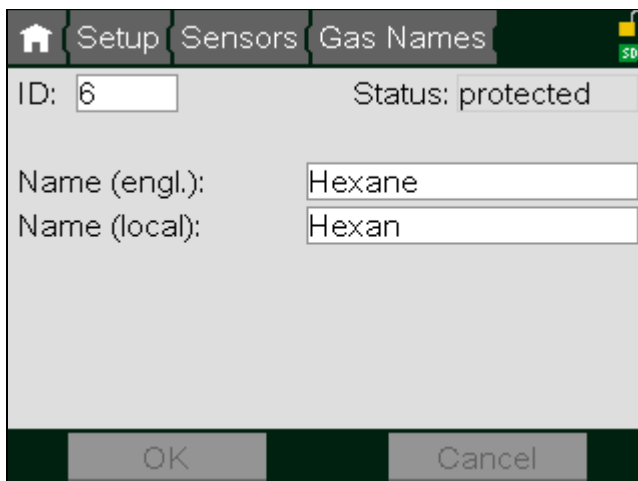 Setup Sensors Gas Names
SD
ID: 6 Status: protected
Name (engl.): Hexane
Name (local): Hexan
OK Cancel